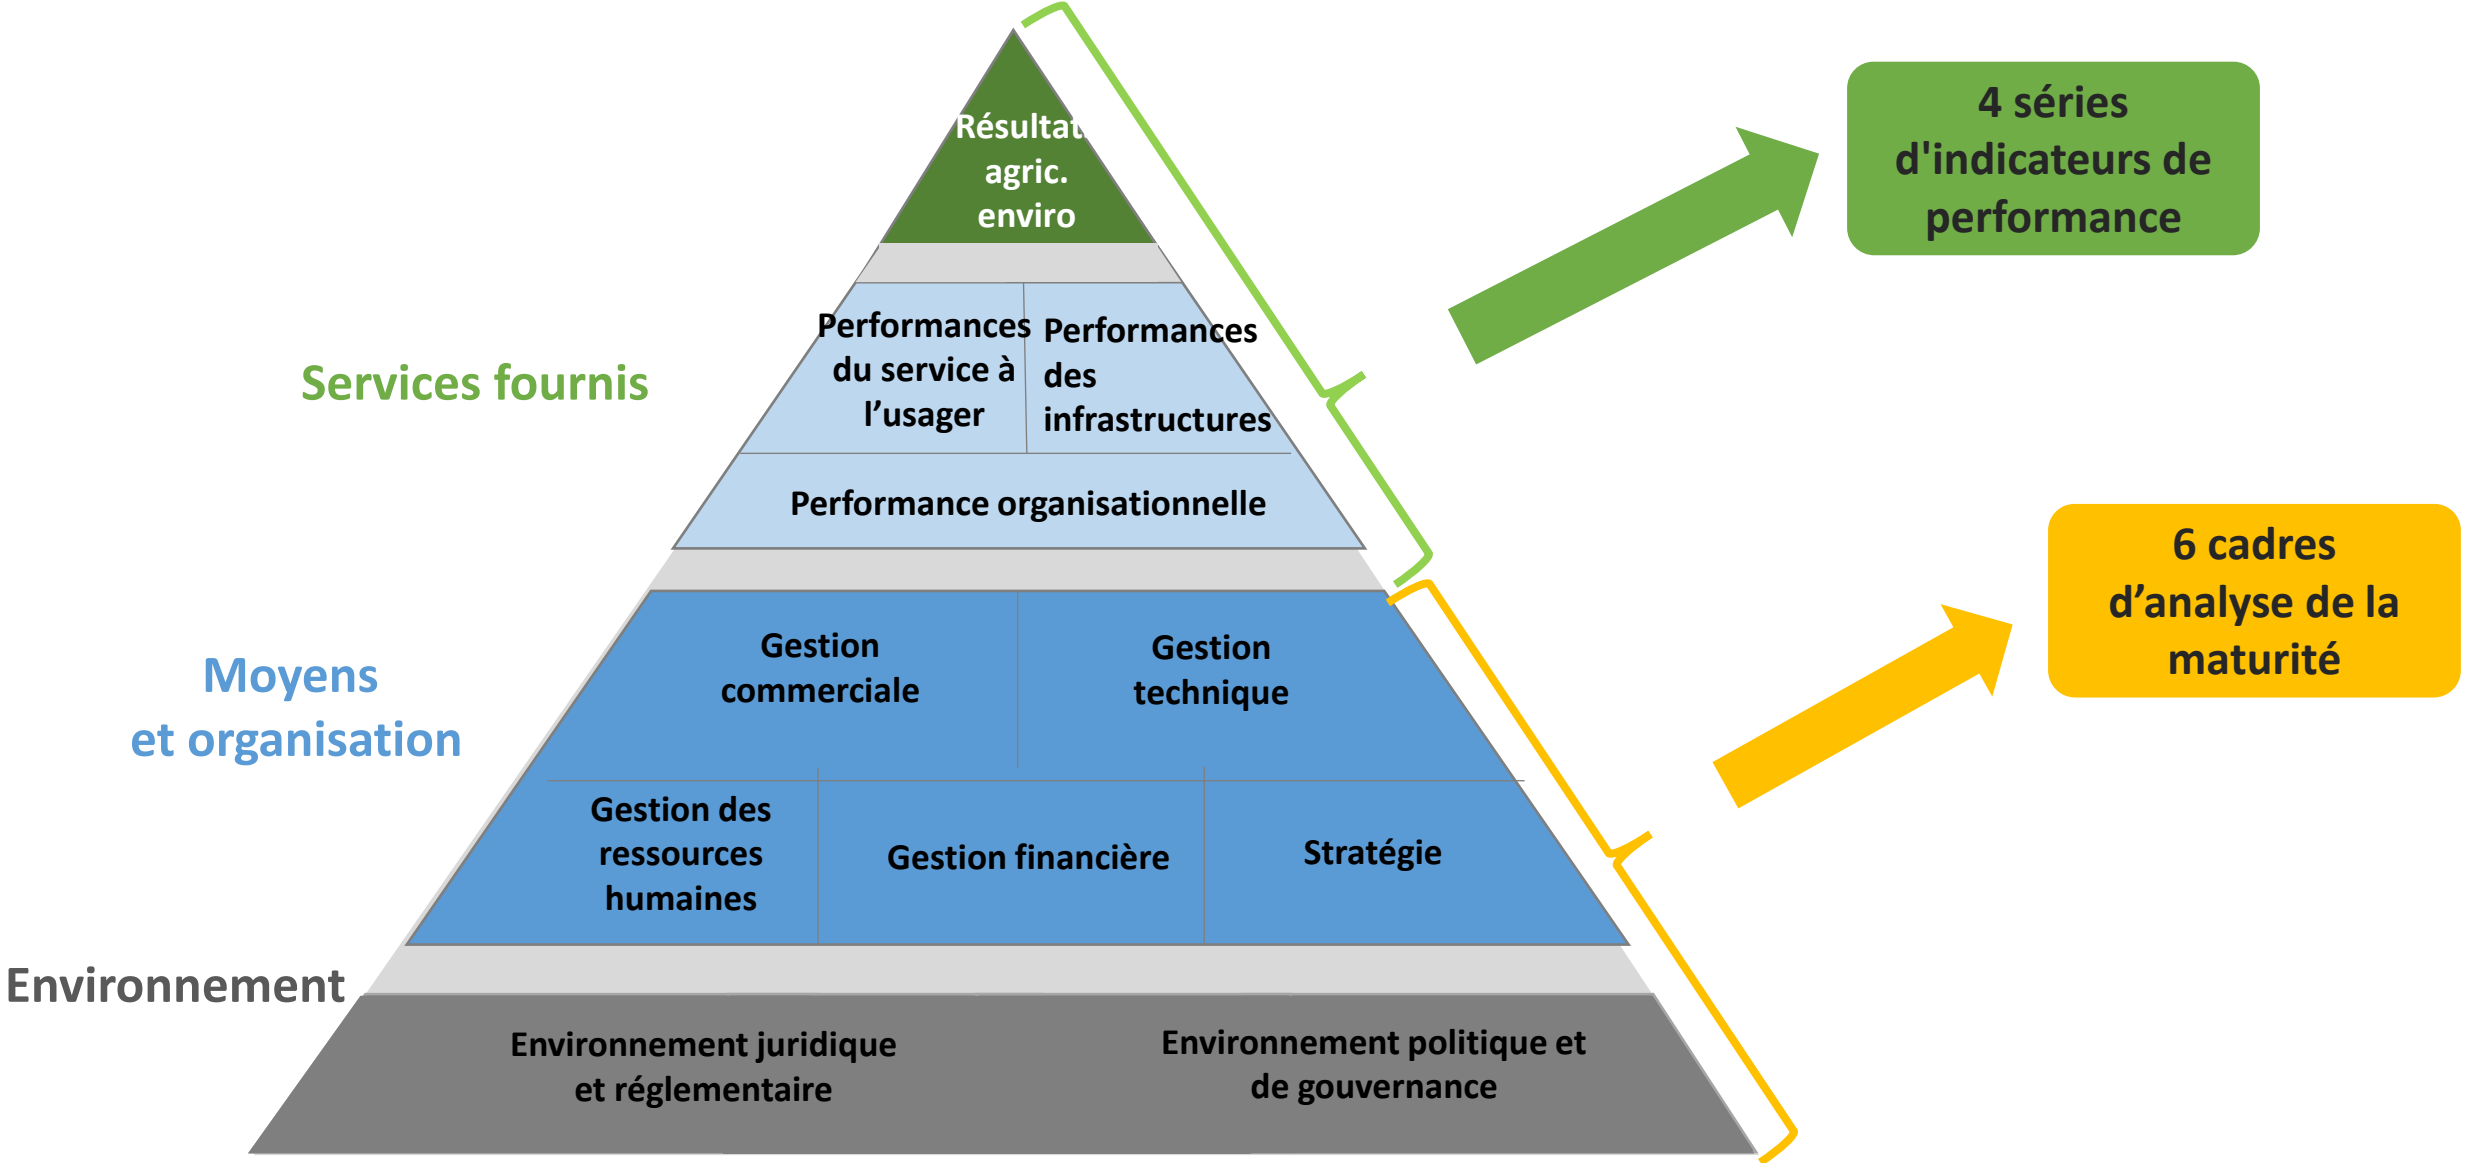 Résultat.
agric.
enviro
4 séries
d'indicateurs de
performance
Services fournis
Performances
du service à
l’usager
Performances
des
infrastructures
Performance organisationnelle
6 cadres
d’analyse de la
maturité
Moyens
et organisation
Gestion
commerciale
Gestion
technique
Gestion des
ressources
humaines
Gestion financière
Stratégie
Environnement
Environnement juridique
et réglementaire
Environnement politique et
de gouvernance